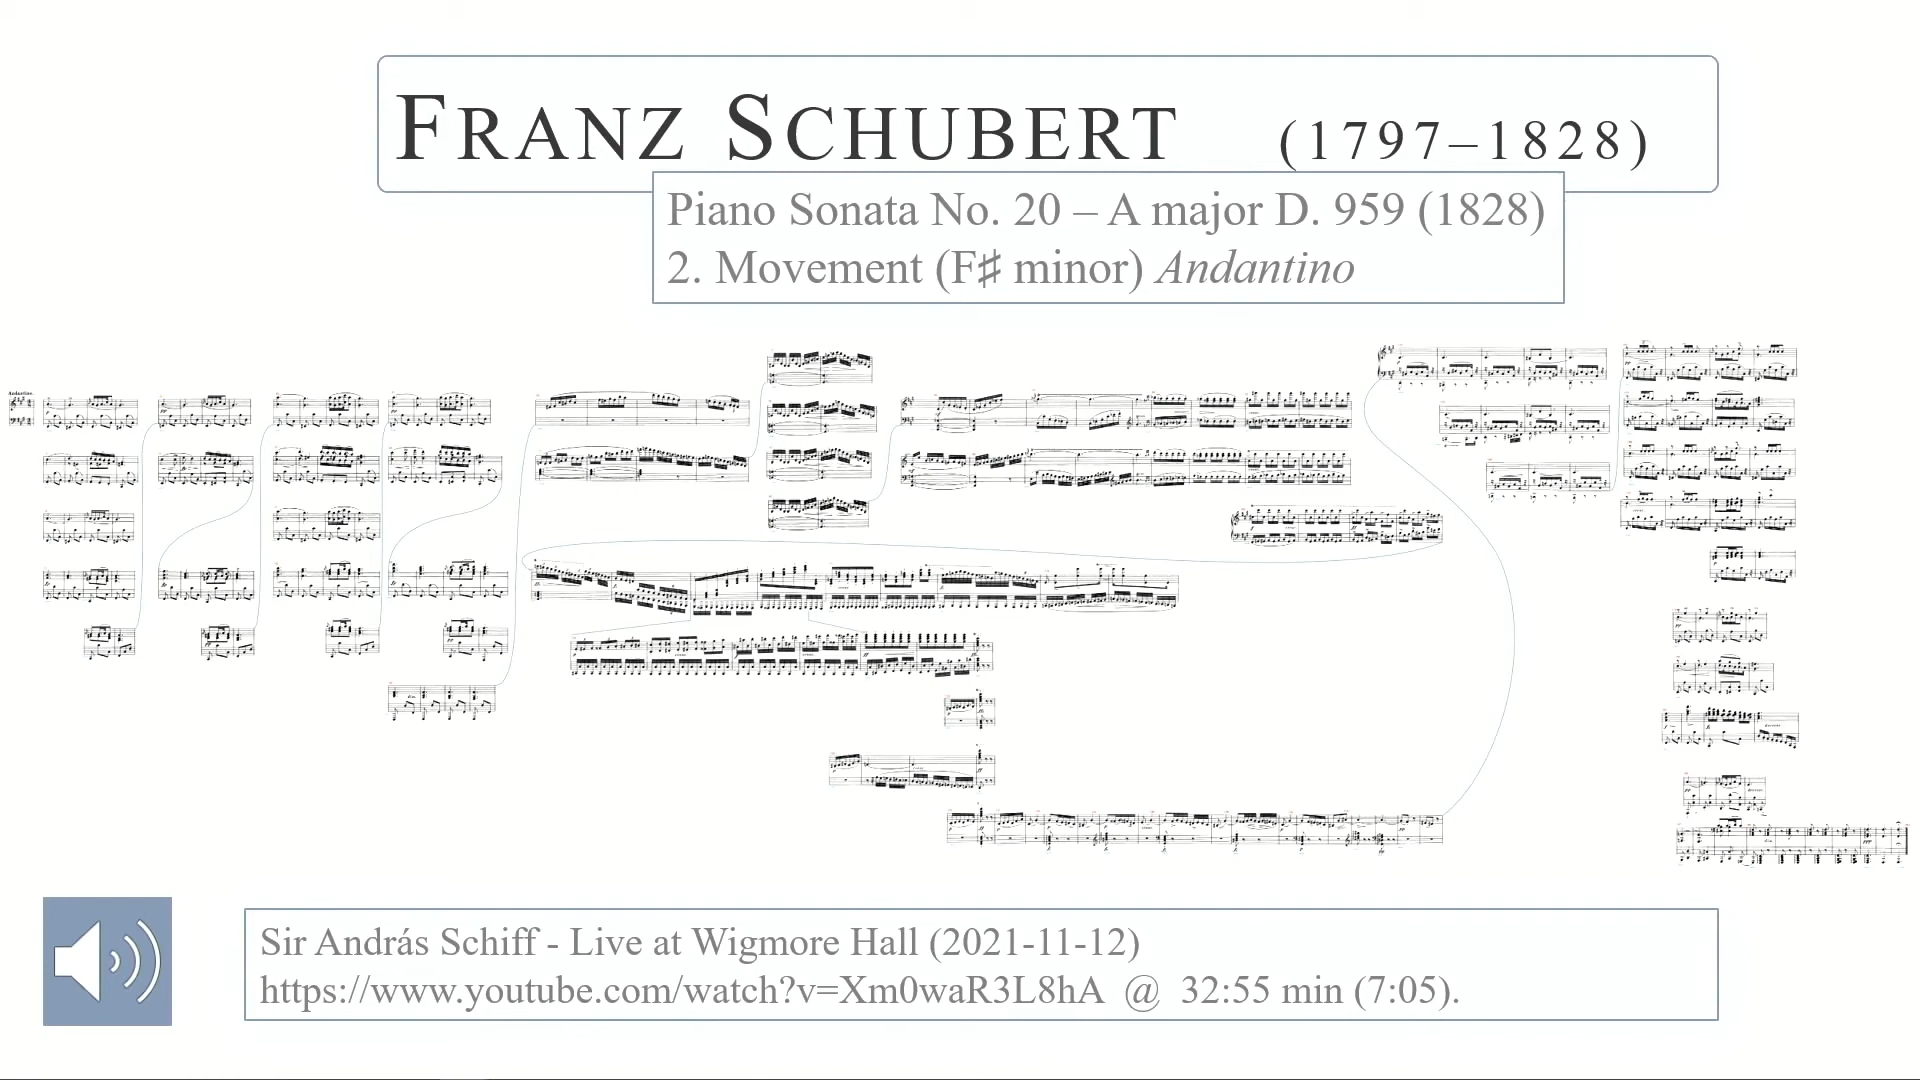 FRANZ SCHUBERT (1797–1828)
Piano Sonata No. 20 – A major D. 959 (1828)
2. Movement (F♯ minor) Andantino
Andantino
Sir András Schiff - Live at Wigmore Hall (2021-11-12)
https://www.youtube.com/watch?v=Xm0waR3L8hA @ 32:55 min (7:05).